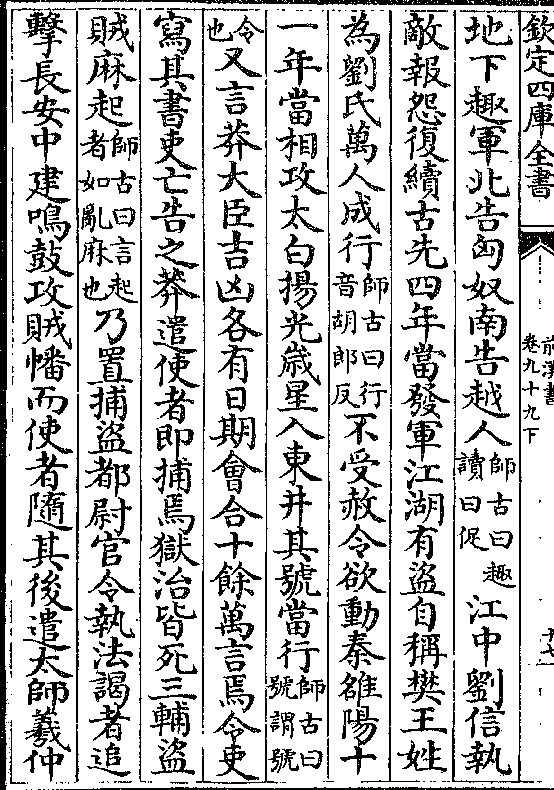 欽定四庫全書
前漢書
卷九十九下
地下趣軍北告匈奴南告越人師古曰趣讀曰促江中劉信執
敵報怨復續古先四年當發軍江湖有盜自稱樊王姓
為劉氏萬人成行師古曰行音胡郎反不受赦令欲動秦雒陽十
一年當相攻太白揚光歲星入東井其號當行師古曰號謂號
令也又言莽大臣吉凶各有日期會合十餘萬言焉令吏
寫其書吏亡告之莽遣使者即捕焉獄治皆死三輔盜
賊麻起師古曰言起者如亂麻也乃置捕盜都尉官令執法謁者追
擊長安中建鳴鼓攻賊幡而使者隨其後遣太師羲仲